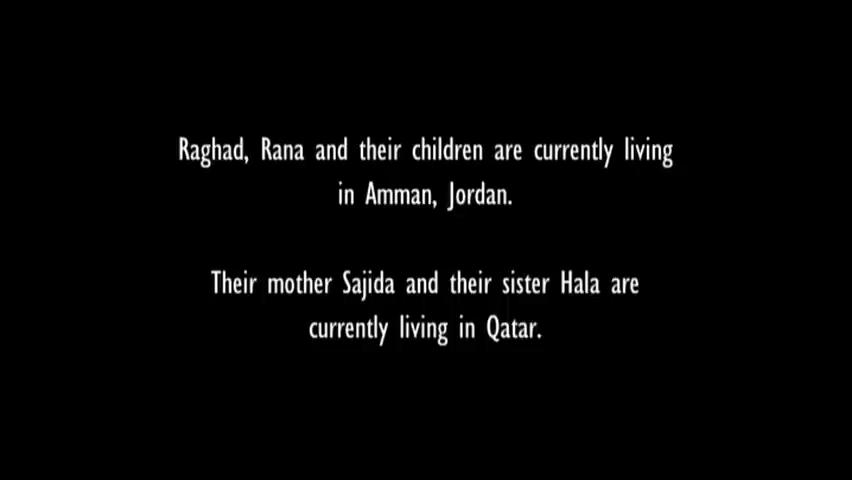 Raghad, Rana and their children are currently living
in Amman, Jordan.
Their mother Sajida and their sister Hala are
currently living in Qatar.